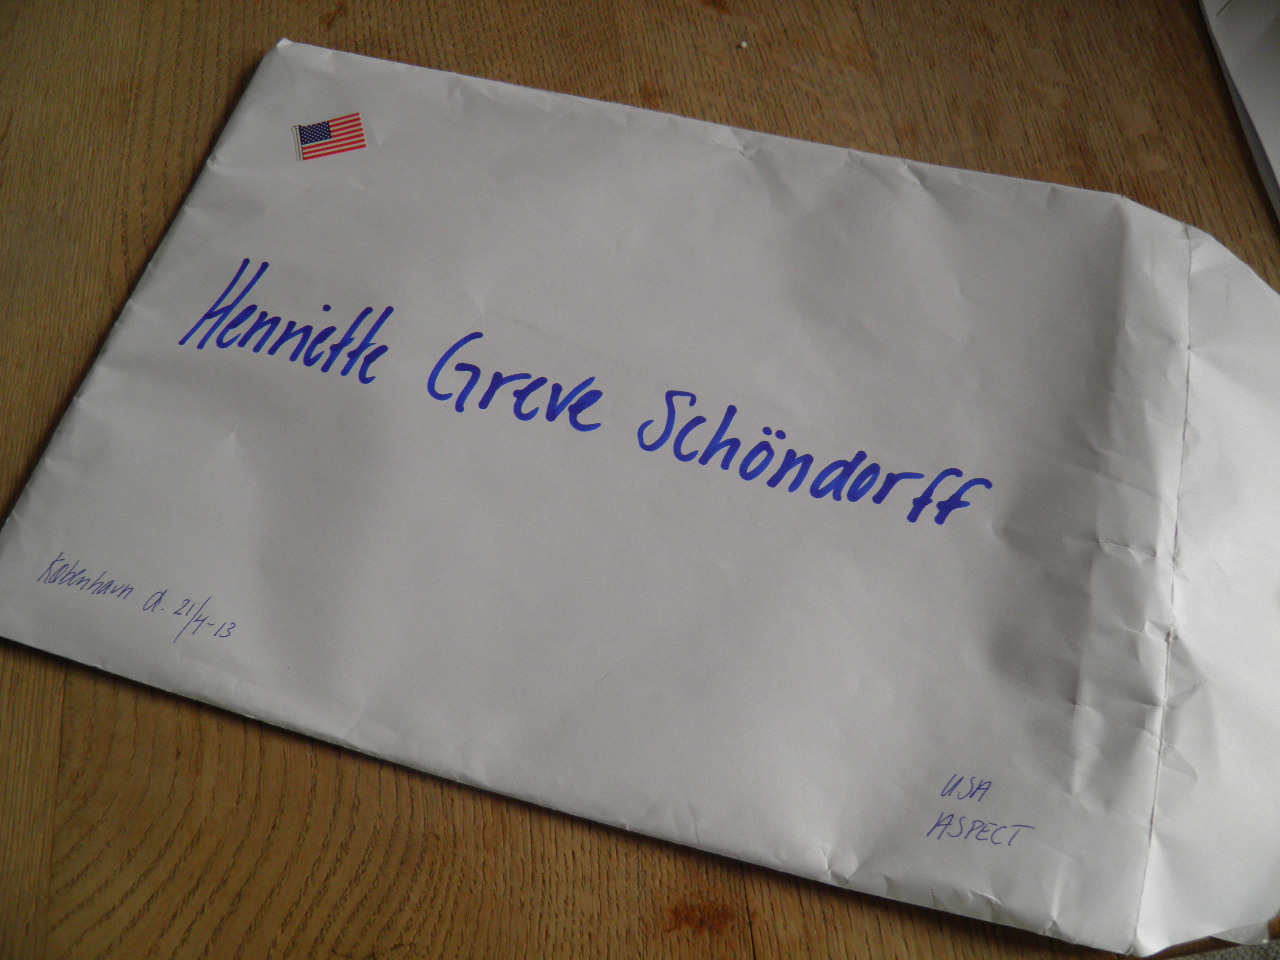 Henriette Greve Schöndorff
København d. 21/4-13
USA
ASPECT